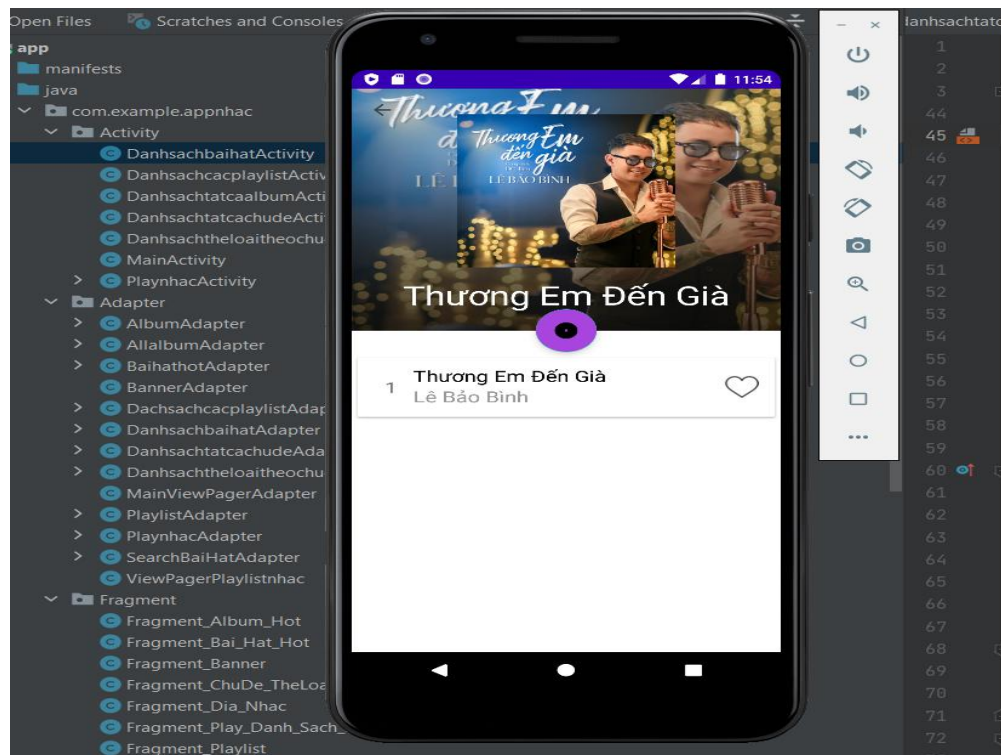 Open Files
Scratches and Consoles
app
manifests
java
com.example.appnhac
Activity
DanhsachbaihatActivity
DanhsachcacplaylistActiv
DanhsachtatcaalbumActi
DanhsachtatcachudeActi
Danhsachtheloaitheochu
MainActivity
PlaynhacActivity
Adapter
AlbumAdapter
AllalbumAdapter
BaihathotAdapter
BannerAdapter
DachsachcacplaylistAdap
DanhsachbaihatAdapter
DanhsachtatcachudeAda
Danhsachtheloaitheochu
MainViewPagerAdapter
PlaylistAdapter
PlaynhacAdapter
SearchBaiHatAdapter
ViewPagerPlaylistnhac
Fragment
Fragment_Album_Hot
Fragment_Bai_Hat_Hot
Fragment_Banner
Fragment_ChuDe_TheLoa
Fragment_Dia_Nhac
Fragment_Play_Danh_Sach_
Fragment_Playlist
11:54
Thương Em
Thương Em
đến già
LÊ BẢO BÌNH
Thương Em Đến Già
1
Thương Em Đến Già
Lê Bảo Bình
danhsachtatc
1
2
3
44
45
46
47
48
49
50
51
52
53
54
55
56
57
58
59
60
61
62
63
64
65
66
67
68
69
70
71
72